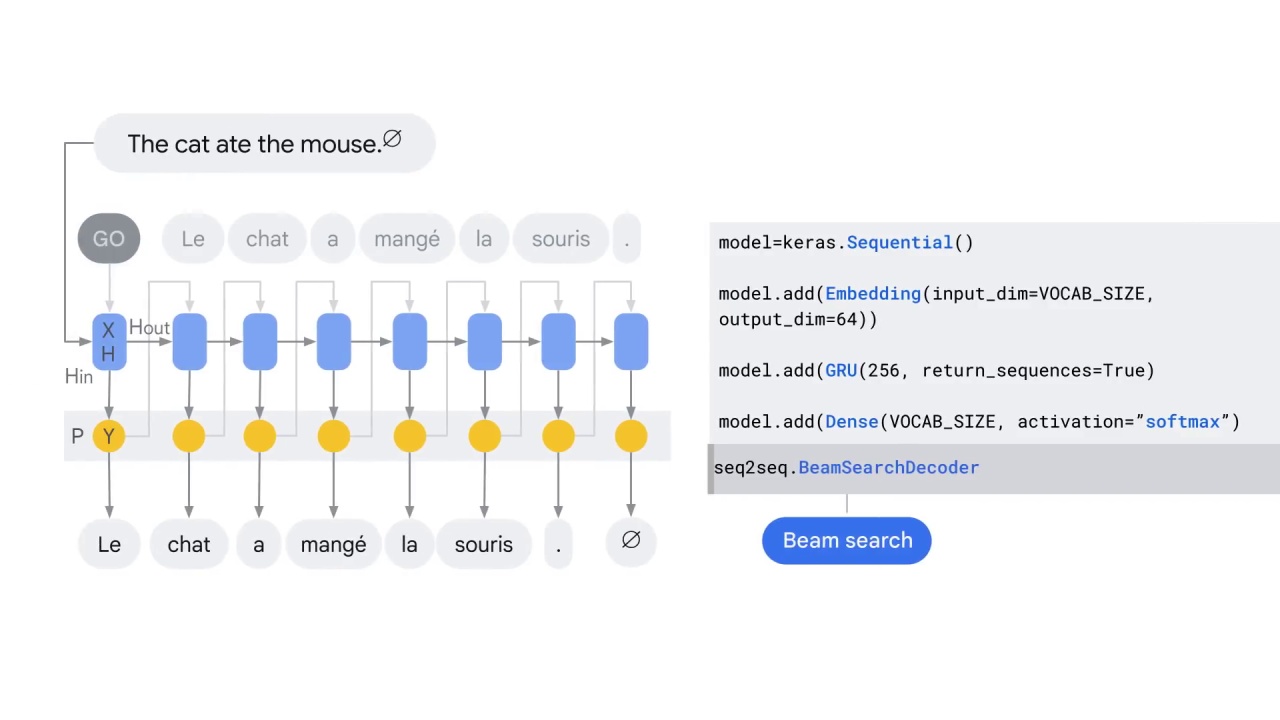 The cat ate the mouse.∅
GO Le chat a mangé la souris .
X
H
Hout
Hin
P Y
Le chat a mangé la souris . ∅
model=keras.Sequential()
model.add(Embedding(input_dim=VOCAB_SIZE,
output_dim=64))
model.add(GRU(256, return_sequences=True)
model.add(Dense(VOCAB_SIZE, activation=”softmax”)
seq2seq.BeamSearchDecoder
Beam search